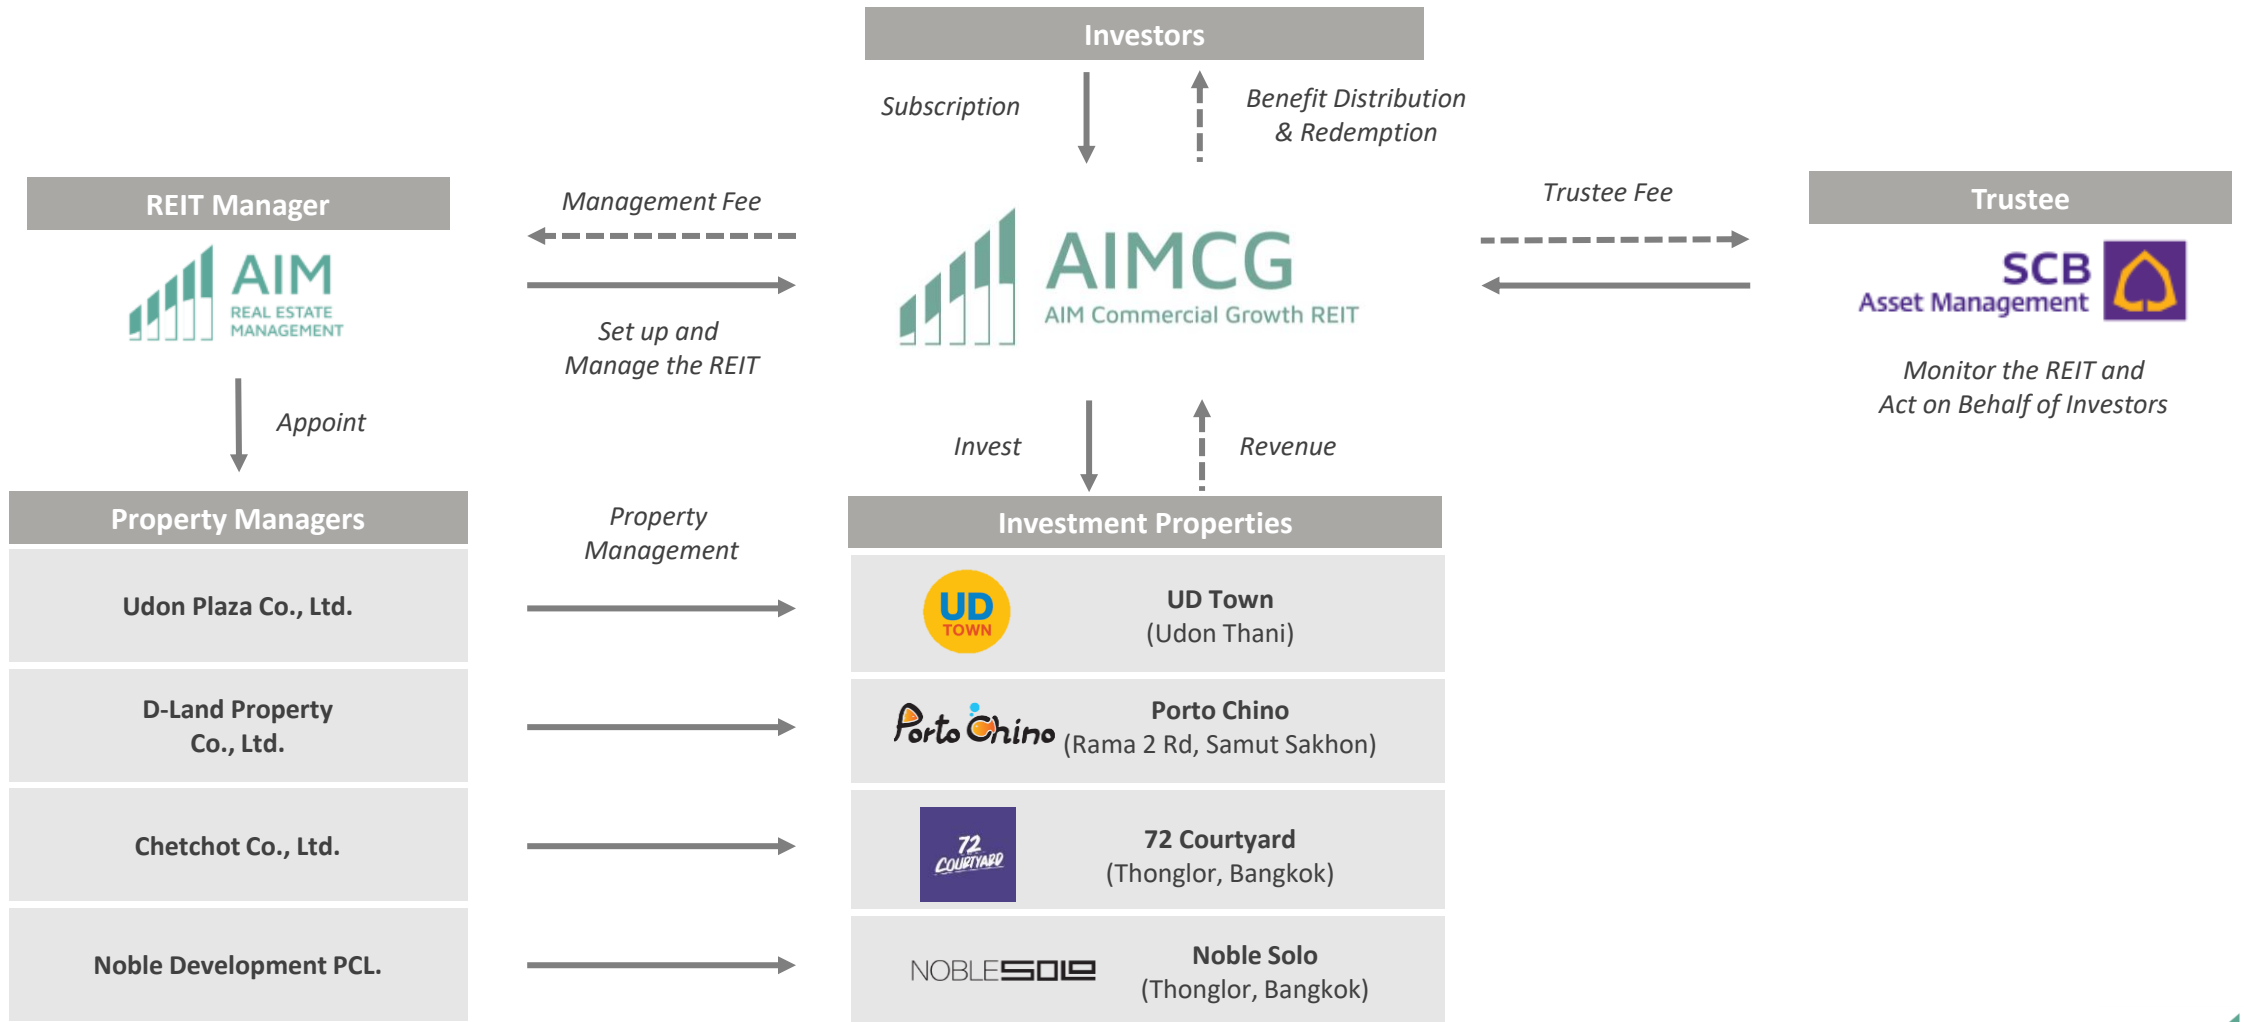 Investors
Subscription
Benefit Distribution
& Redemption
REIT Manager
Management Fee
Trustee Fee
Trustee
AIM
REAL ESTATE
MANAGEMENT
AIMCG
AIM Commercial Growth REIT
SCB
Asset Management
Set up and
Manage the REIT
Monitor the REIT and
Act on Behalf of Investors
Appoint
Invest
Revenue
Property Managers
Property
Management
Investment Properties
Udon Plaza Co., Ltd.
UD
TOWN
UD Town
(Udon Thani)
D-Land Property
Co., Ltd.
Porto Chino
Porto Chino
(Rama 2 Rd, Samut Sakhon)
Chetchot Co., Ltd.
72
COURTYARD
72 Courtyard
(Thonglor, Bangkok)
Noble Development PCL.
NOBLE SOLO
Noble Solo
(Thonglor, Bangkok)